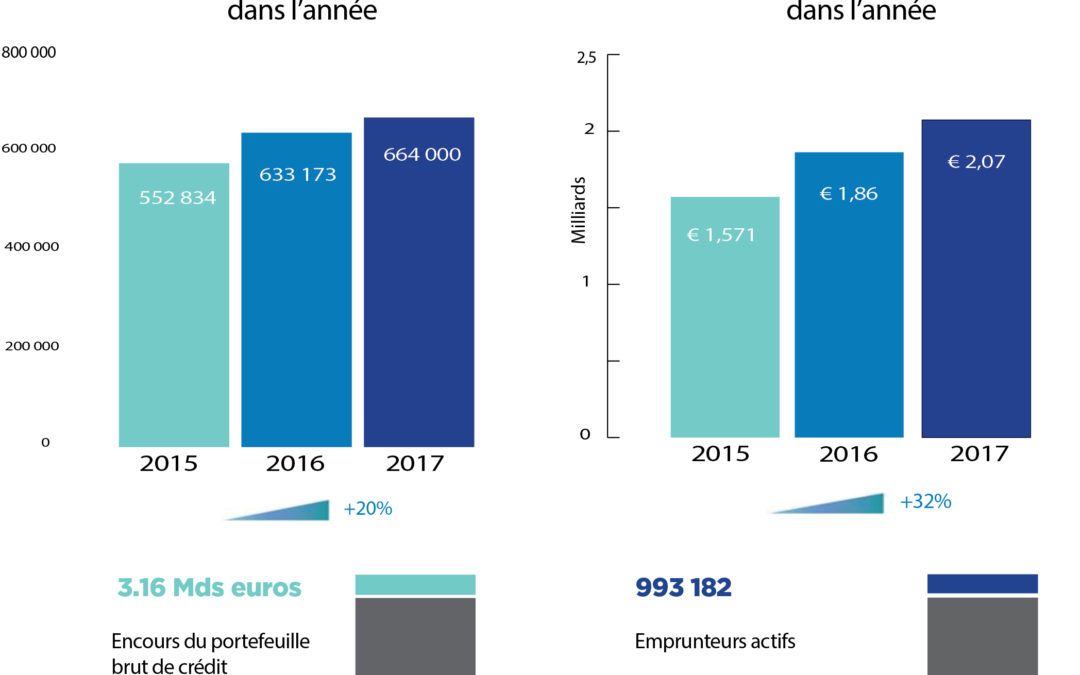 dans l’année
800 000
600 000
400 000
200 000
0
552 834
633 173
664 000
2015 2016 2017
+20%
dans l’année
2,5
2
1
0
Milliards
€ 1,571
€ 1,86
€ 2,07
2015 2016 2017
+32%
3.16 Mds euros
Encours du portefeuille
brut de crédit
993 182
Emprunteurs actifs